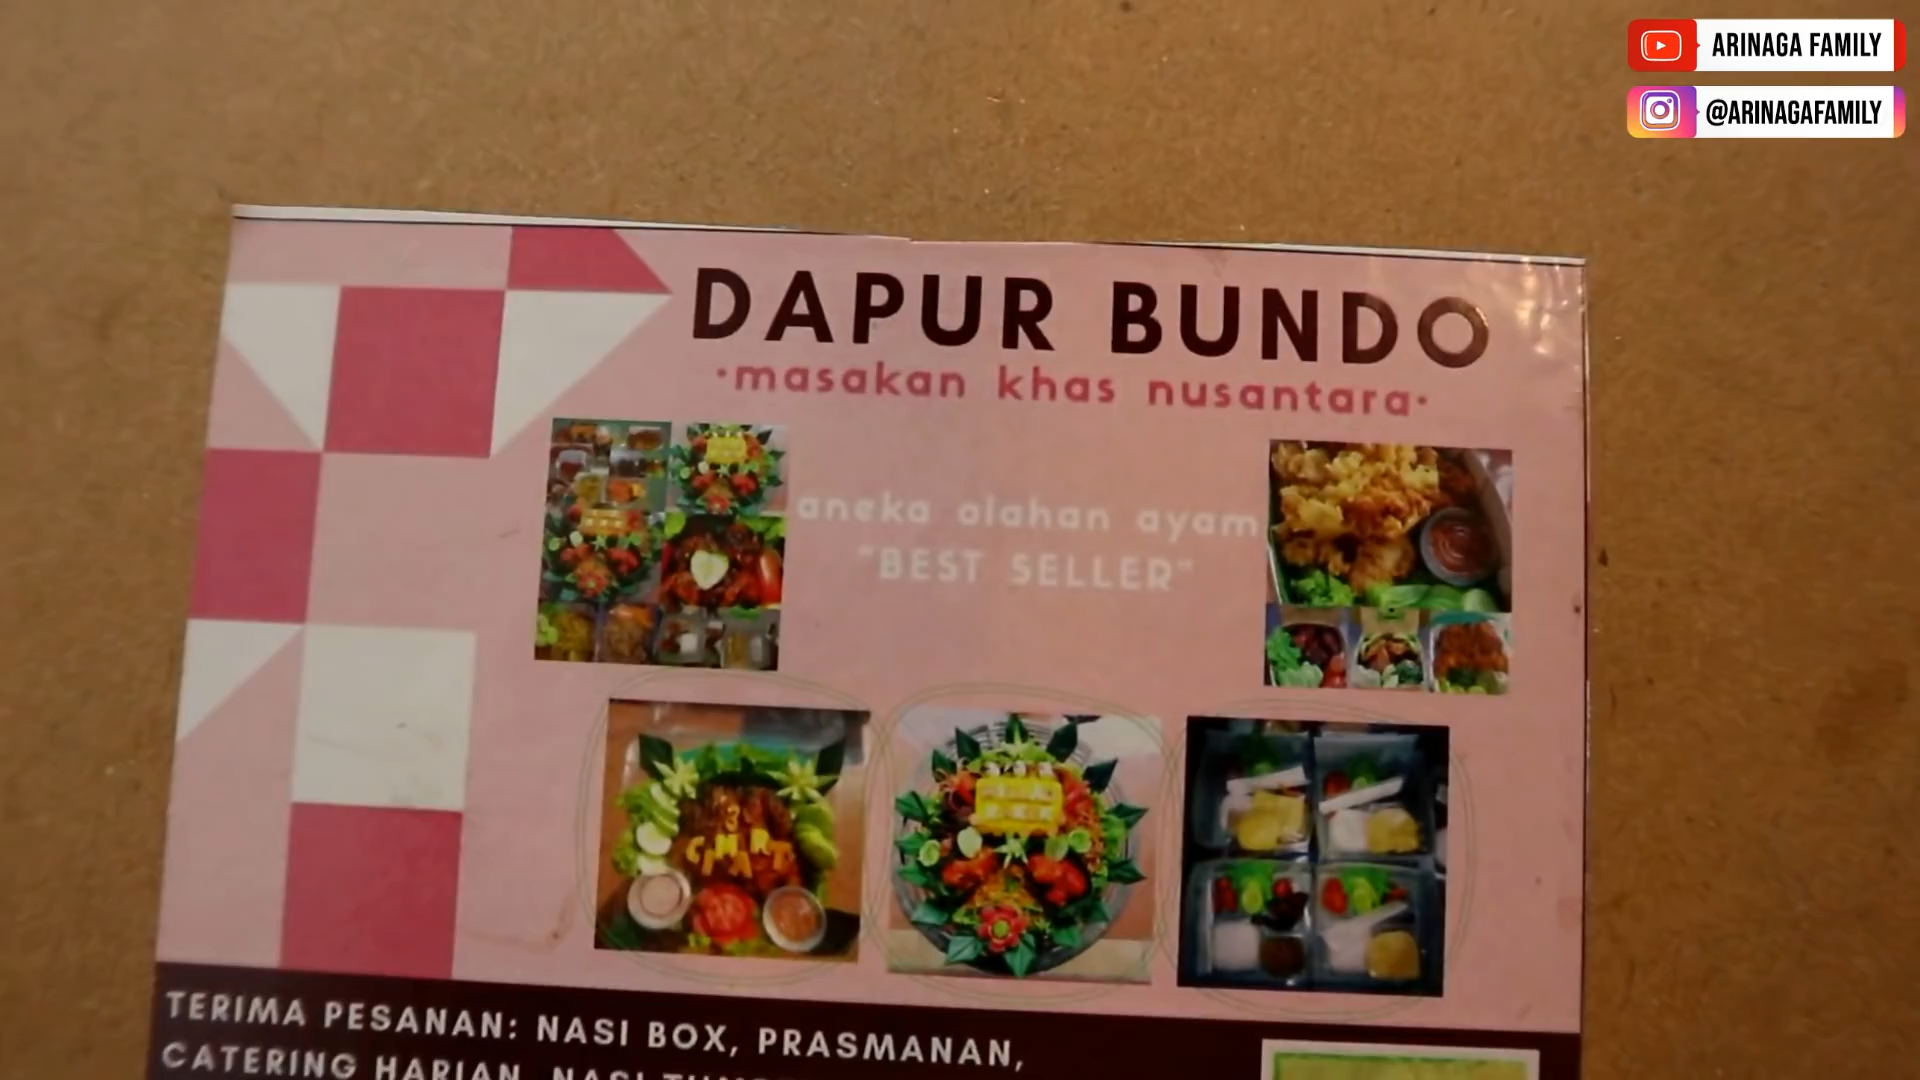 ARINAGA FAMILY
@ARINAGAFAMILY
DAPUR BUNDO
·masakan khas nusantara·
aneka olahan ayam
"BEST SELLER"
TERIMA PESANAN: NASI BOX, PRASMANAN,
CATERING HARIAN, NASI